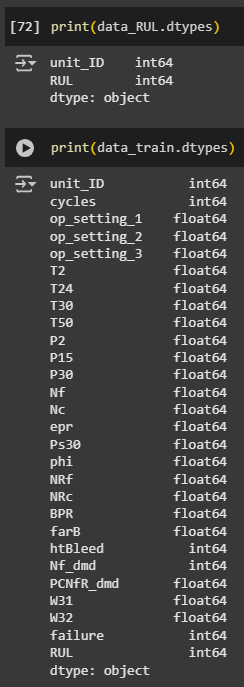 [72] print(data_RUL.dtypes)
unit_ID    int64
RUL        int64
dtype: object
print(data_train.dtypes)
unit_ID           int64
cycles            int64
op_setting_1    float64
op_setting_2    float64
op_setting_3    float64
T2              float64
T24             float64
T30             float64
T50             float64
P2              float64
P15             float64
P30             float64
Nf              float64
Nc              float64
epr             float64
Ps30            float64
phi             float64
NRf             float64
NRc             float64
BPR             float64
farB            float64
htBleed           int64
Nf_dmd            int64
PCNfR_dmd       float64
W31             float64
W32             float64
failure           int64
RUL               int64
dtype: object